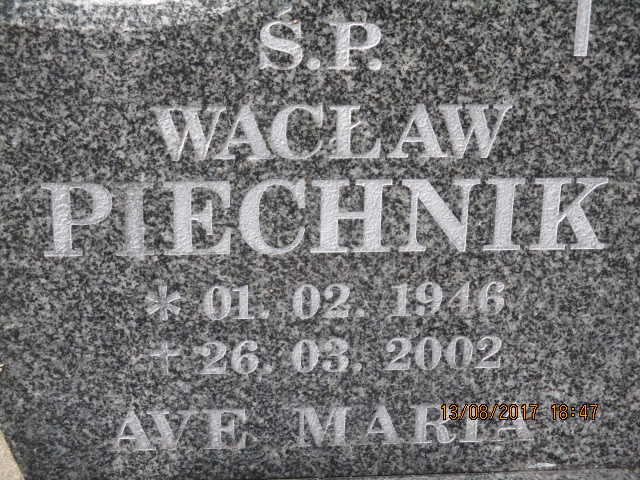 Ś.P.
WACŁAW
PIECHNIK
* 01. 02. 1946
+ 26. 03. 2002
AVE MARIA
13/08/2017 18:47